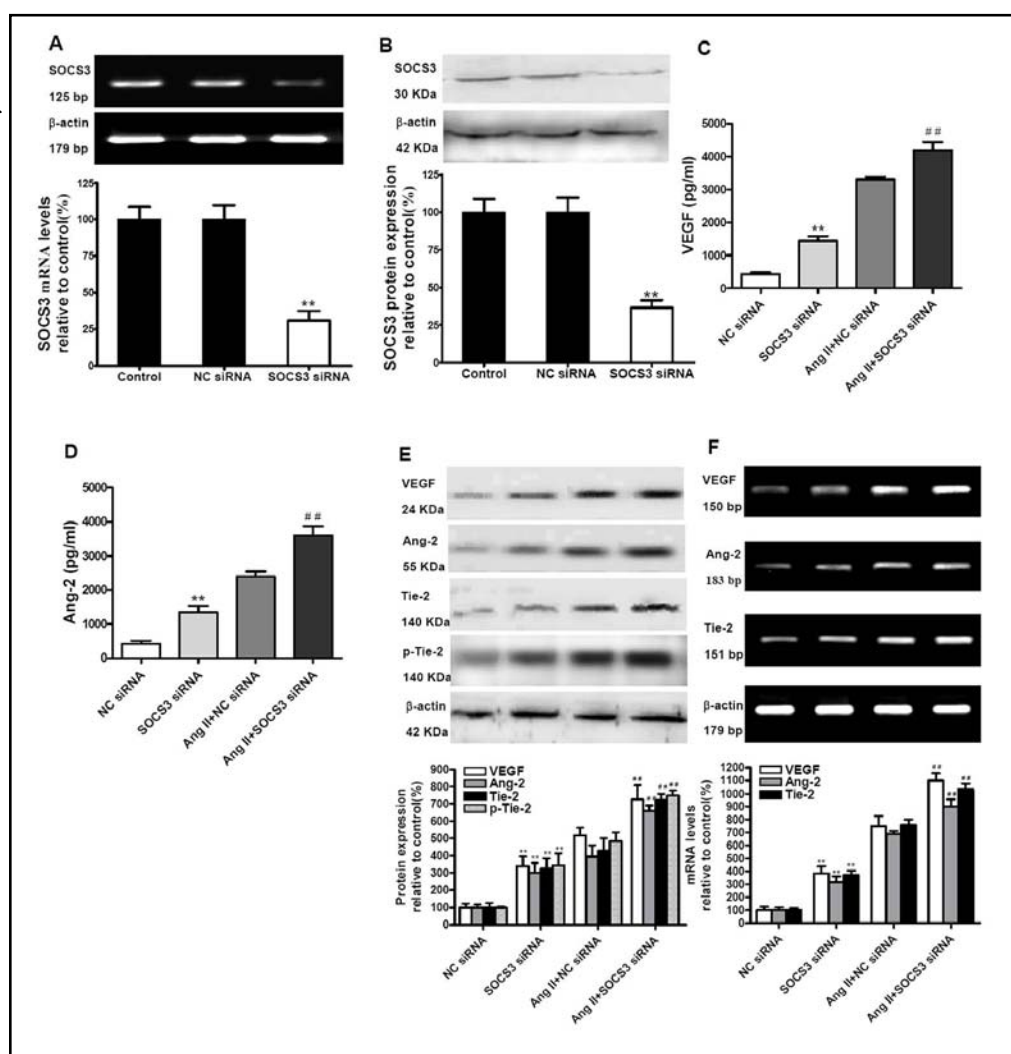 A
SOCS3
125 bp
β-actin
179 bp
SOCS3 mRNA levels
relative to control(%)
125
100
75
50
25
0
**
Control
NC siRNA
SOCS3 siRNA
B
SOCS3
30 KDa
β-actin
42 KDa
SOCS3 protein expression
relative to control(%)
125
100
75
50
25
0
**
Control
NC siRNA
SOCS3 siRNA
C
VEGF (pg/ml)
5000
4000
3000
2000
1000
0
**
##
NC siRNA
SOCS3 siRNA
Ang II+NC siRNA
Ang II+SOCS3 siRNA
D
Ang-2 (pg/ml)
5000
4000
3000
2000
1000
0
**
##
NC siRNA
SOCS3 siRNA
Ang II+NC siRNA
Ang II+SOCS3 siRNA
E
VEGF
24 KDa
Ang-2
55 KDa
Tie-2
140 KDa
p-Tie-2
140 KDa
β-actin
42 KDa
Protein expression
relative to control(%)
900
800
700
600
500
400
300
200
100
0
VEGF
Ang-2
Tie-2
p-Tie-2
** ** ** **
## ## ## ##
NC siRNA
SOCS3 siRNA
Ang II+NC siRNA
Ang II+SOCS3 siRNA
F
VEGF
150 bp
Ang-2
183 bp
Tie-2
151 bp
β-actin
179 bp
mRNA levels
relative to control(%)
1200
1100
1000
900
800
700
600
500
400
300
200
100
0
VEGF
Ang-2
Tie-2
** ** **
## ## ##
NC siRNA
SOCS3 siRNA
Ang II+NC siRNA
Ang II+SOCS3 siRNA